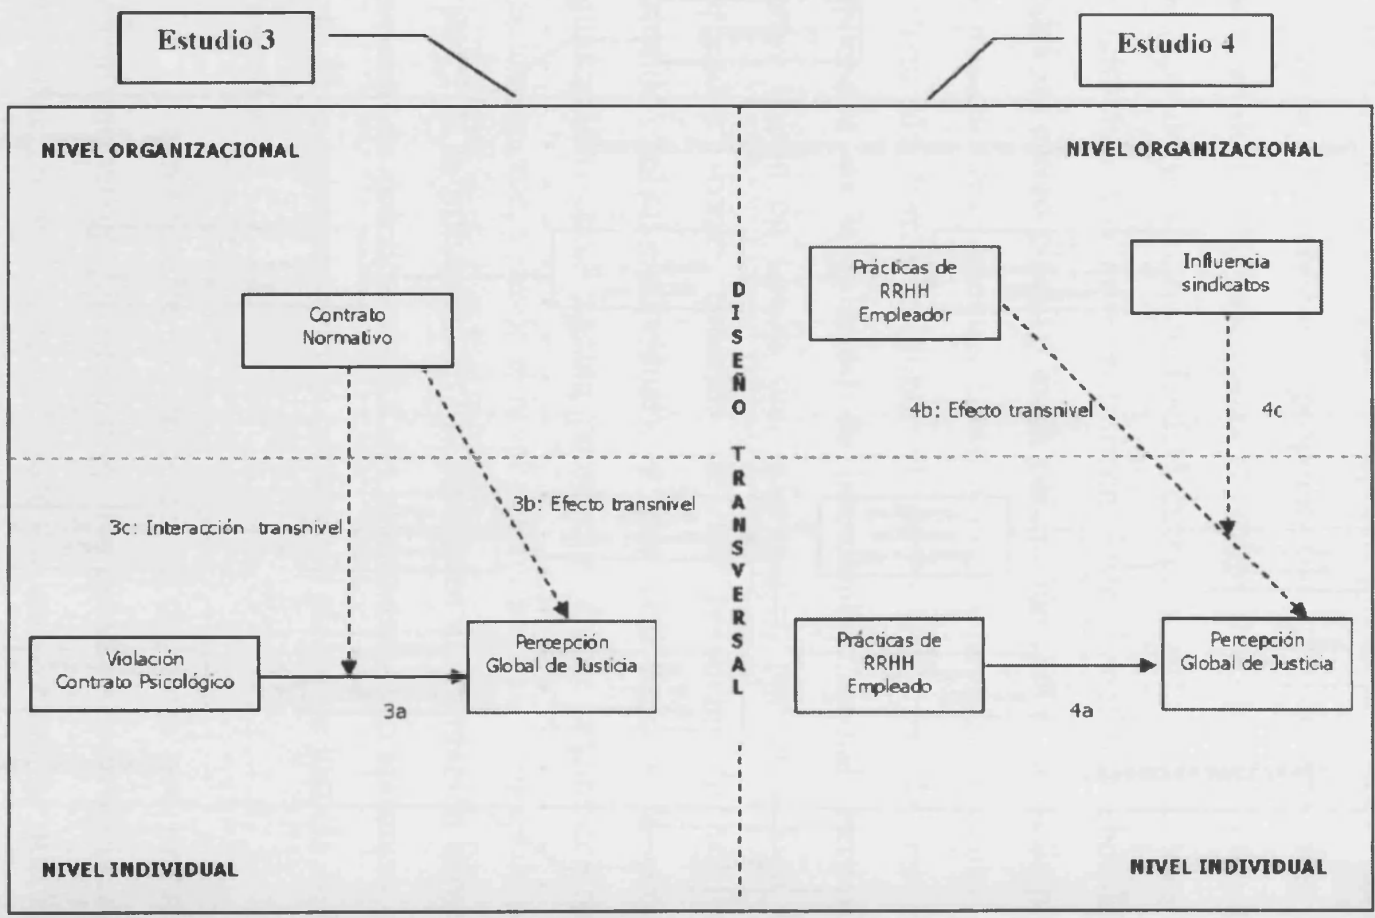 Estudio 3
Estudio 4
NIVEL ORGANIZACIONAL
NIVEL ORGANIZACIONAL
Contrato
Normativo
Prácticas de
RRHH
Empleador
Influencia
sindicatos
DISEÑO TRANSVERSAL
4b: Efecto transnivel
4c
3c: Interacción transnivel
3b: Efecto transnivel
Violación
Contrato Psicológico
3a
Percepción
Global de Justicia
Prácticas de
RRHH
Empleado
4a
Percepción
Global de Justicia
NIVEL INDIVIDUAL
NIVEL INDIVIDUAL